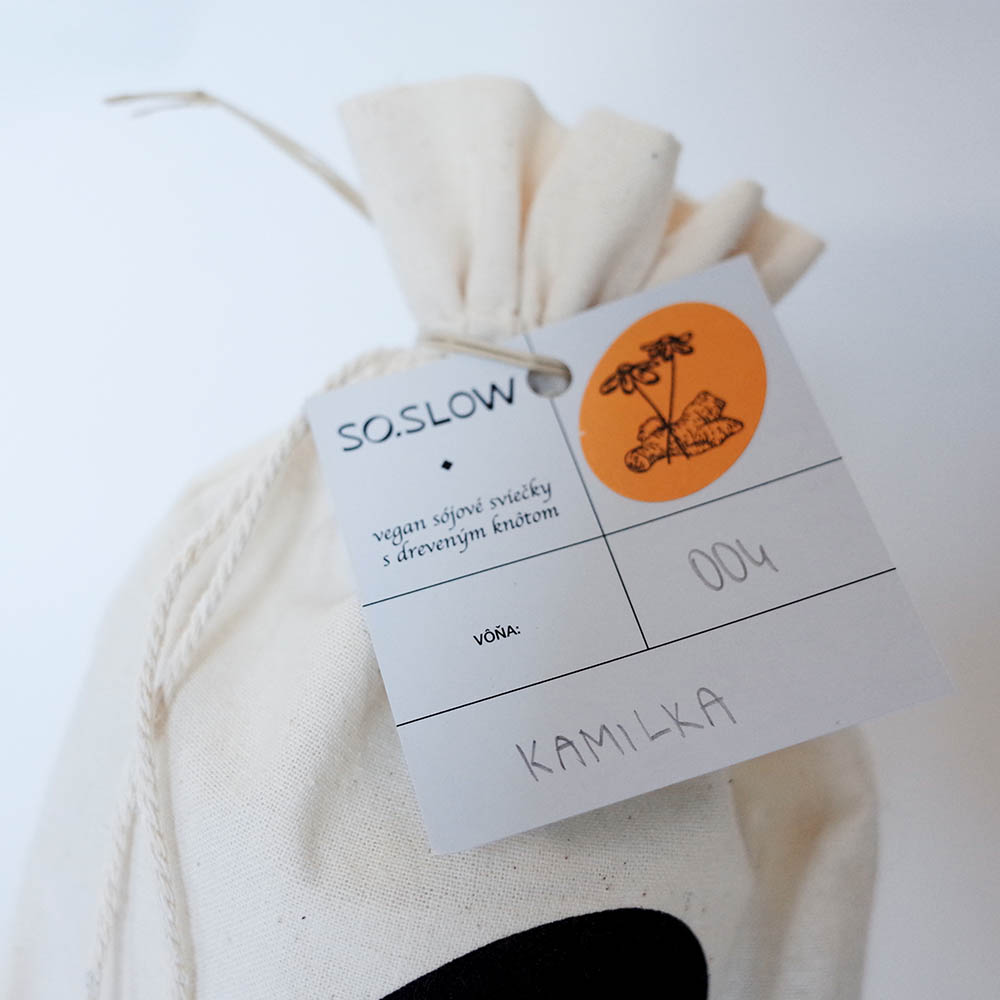 SO.SLOW
vegan sójové sviečky
s dreveným knôtom
VÔŇA:
004
KAMILKA